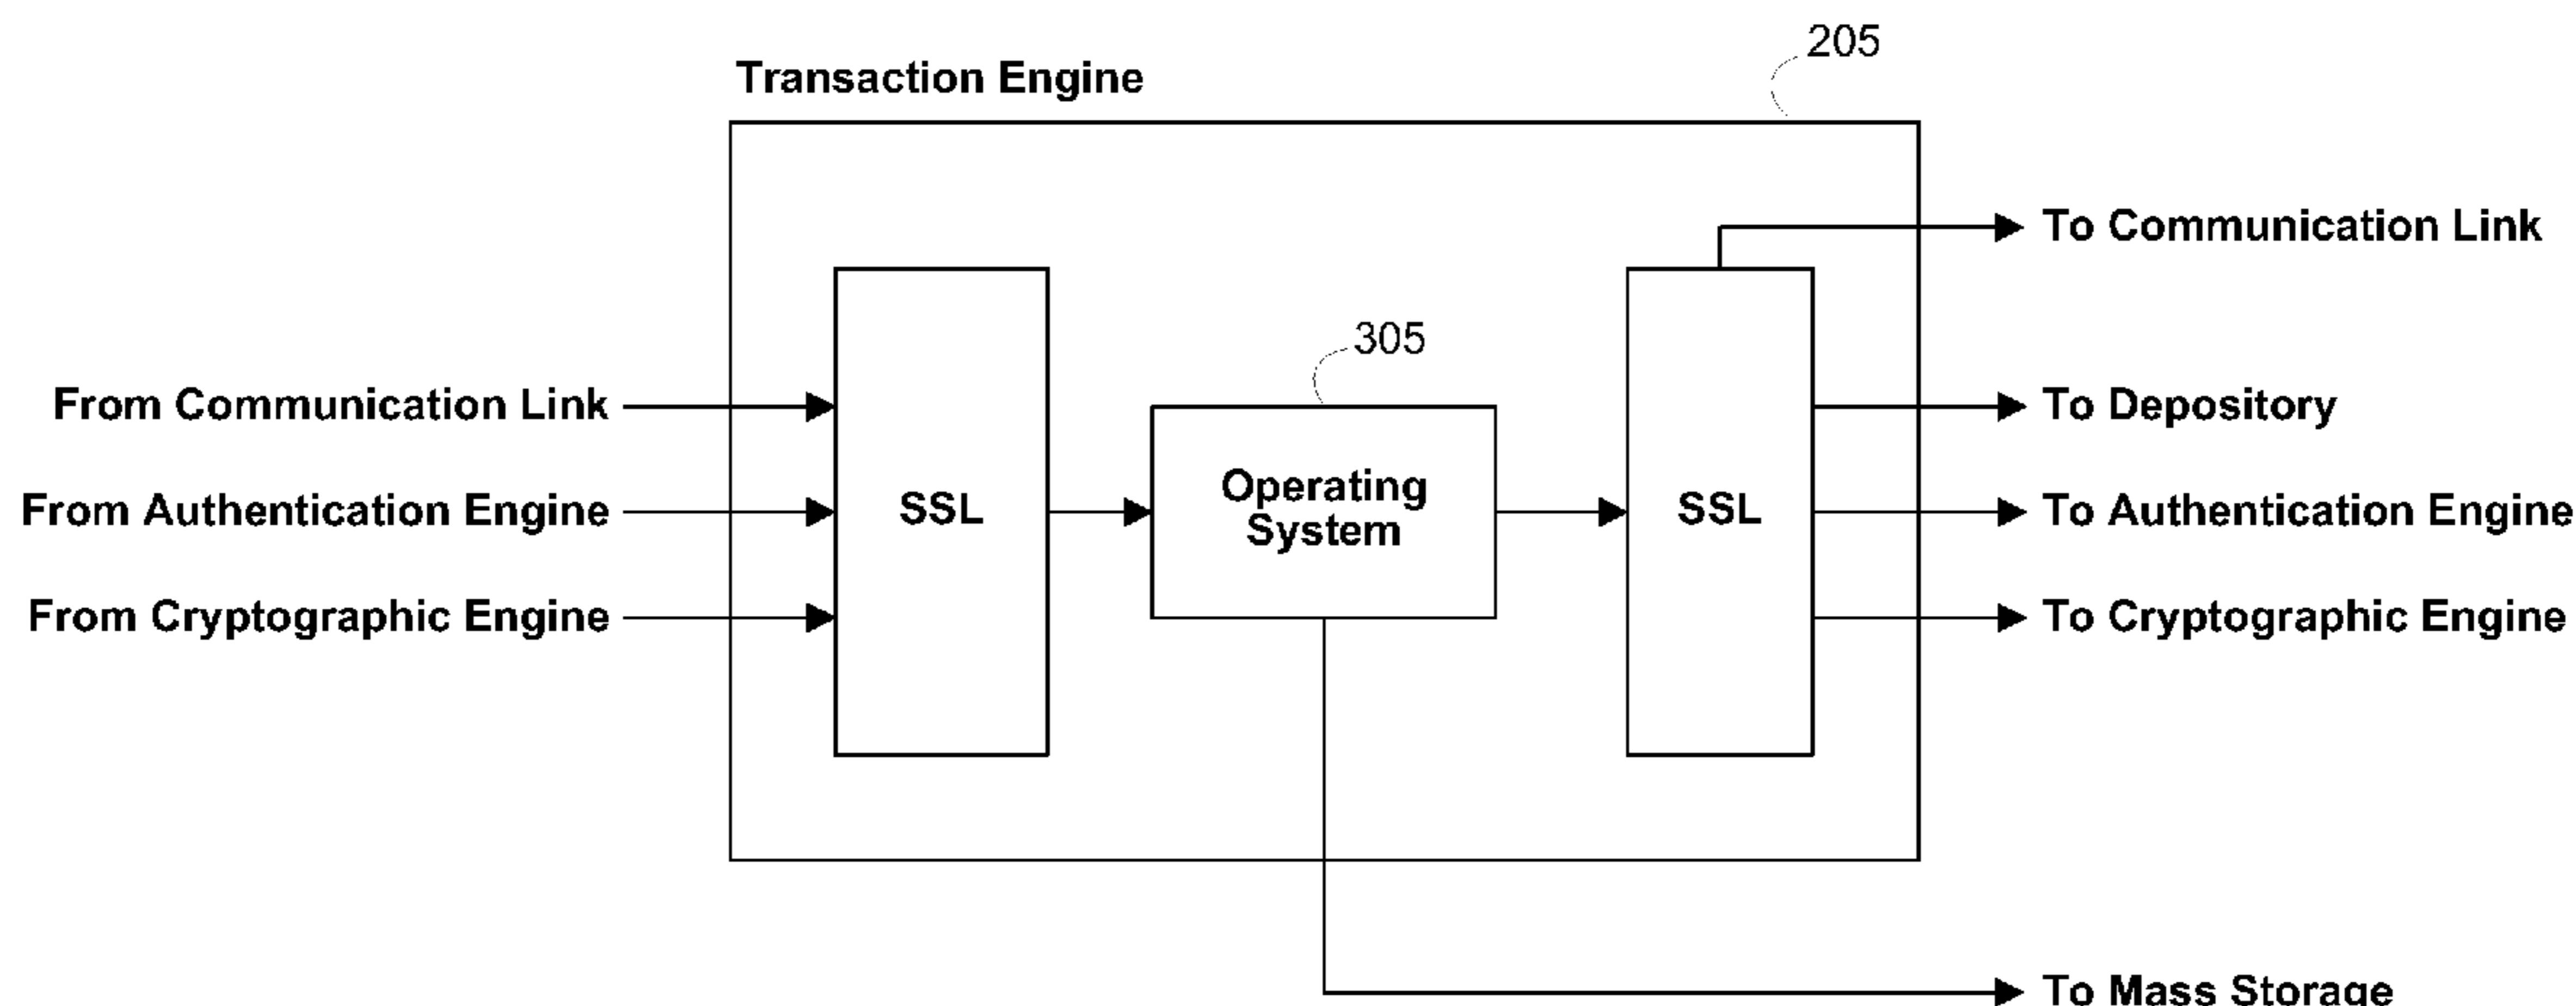 205
Transaction Engine
To Communication Link
305
From Communication Link
To Depository
Operating
System
From Authentication Engine
SSL
SSL
To Authentication Engine
From Cryptographic Engine
To Cryptographic Engine
To Mass Storage